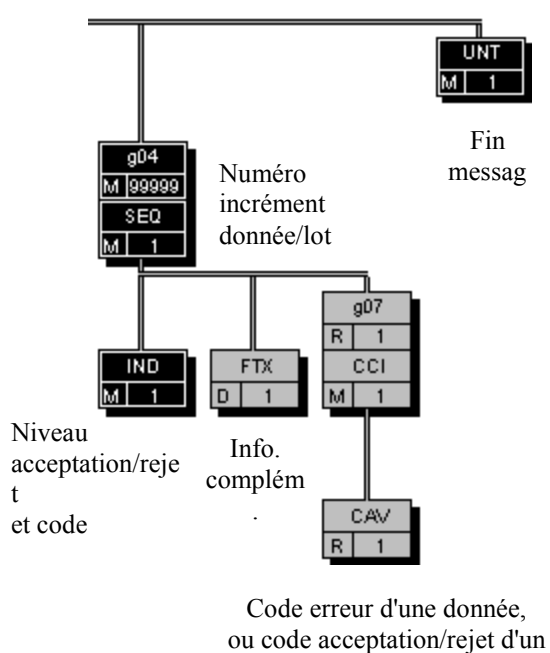 UNT
M 1
Fin
messag
g04
M 99999
SEQ
M 1
Numéro
incrément
donnée/lot
g07
R 1
CCI
M 1
IND
M 1
FTX
D 1
Niveau
acceptation/reje
t
et code
Info.
complém
.
CAV
R 1
Code erreur d'une donnée,
ou code acceptation/rejet d'un